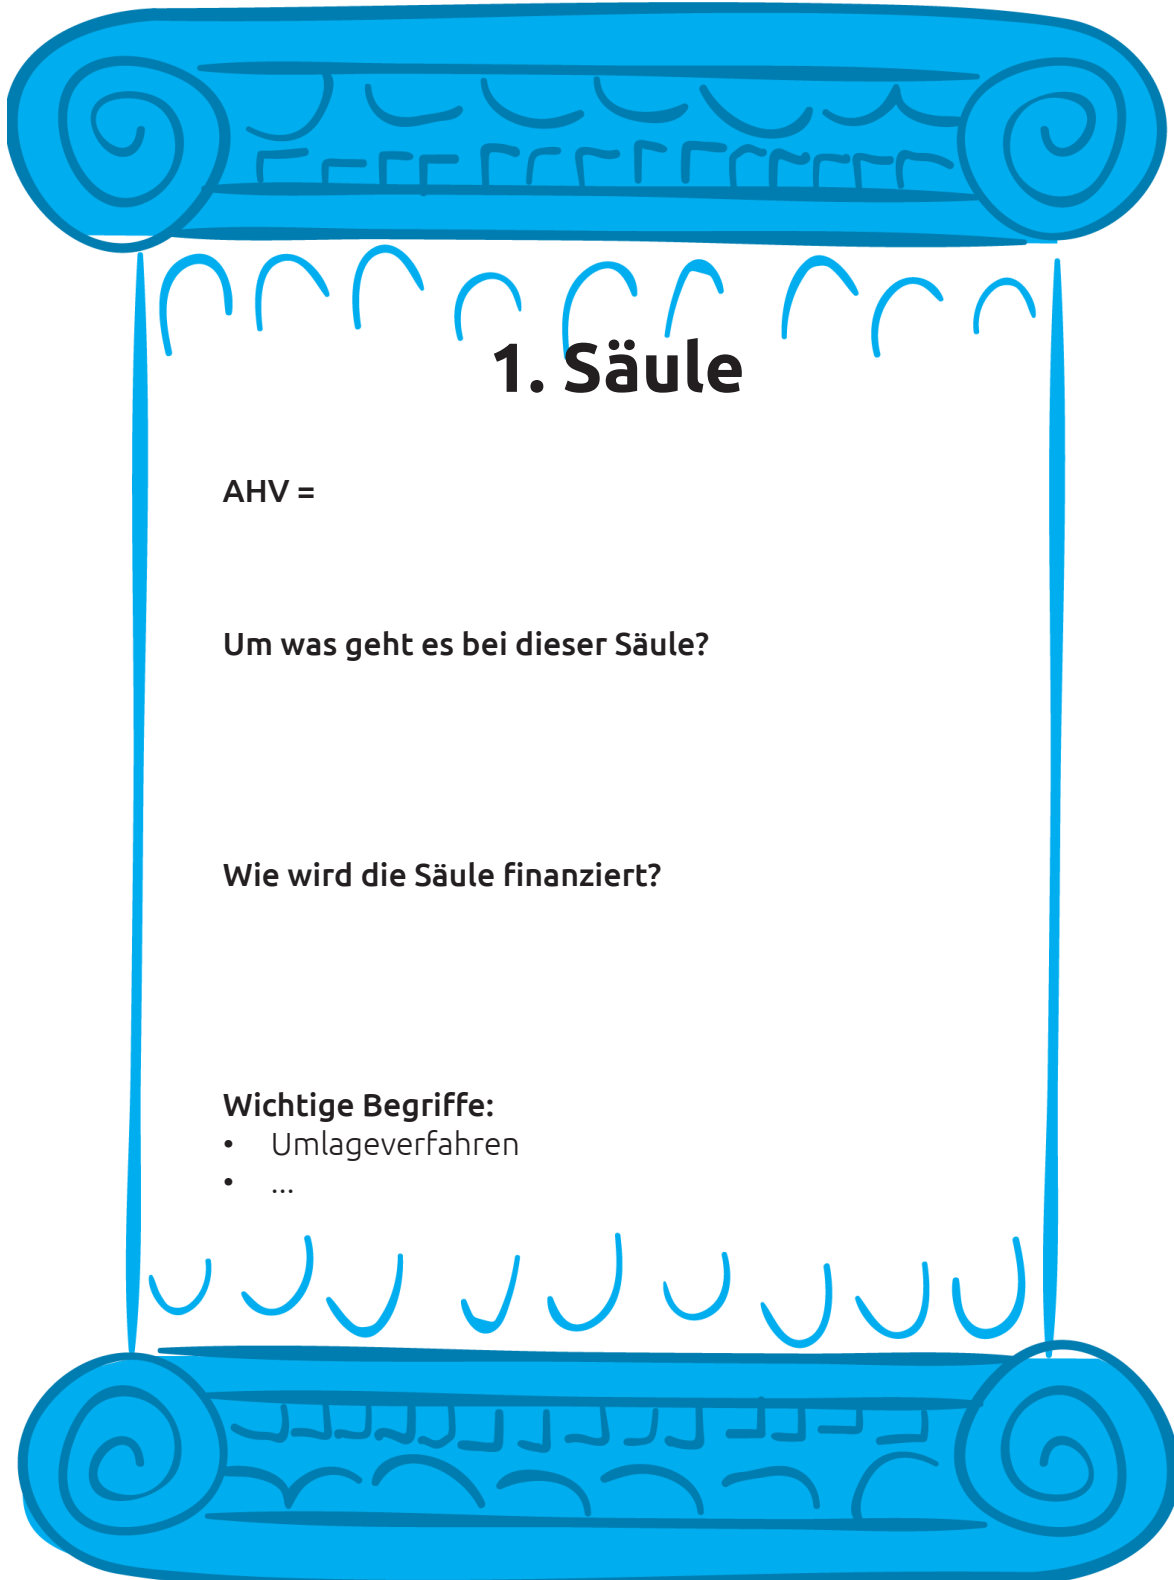 1. Säule
AHV =
Um was geht es bei dieser Säule?
Wie wird die Säule finanziert?
Wichtige Begriffe:
• Umlageverfahren
• ...